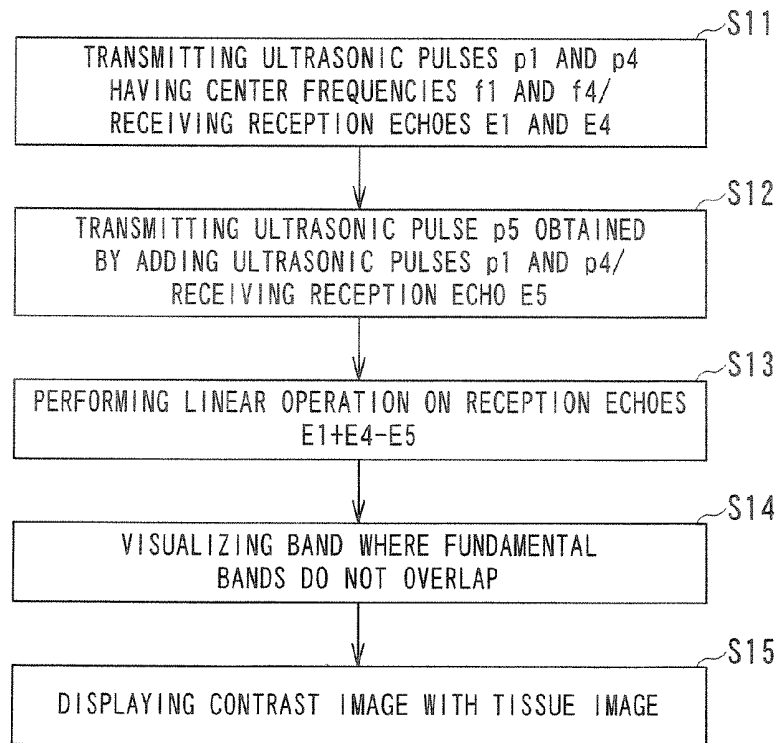 S11
TRANSMITTING ULTRASONIC PULSES p1 AND p4
HAVING CENTER FREQUENCIES f1 AND f4/
RECEIVING RECEPTION ECHOES E1 AND E4
S12
TRANSMITTING ULTRASONIC PULSE p5 OBTAINED
BY ADDING ULTRASONIC PULSES p1 AND p4/
RECEIVING RECEPTION ECHO E5
S13
PERFORMING LINEAR OPERATION ON RECEPTION ECHOES
E1+E4-E5
S14
VISUALIZING BAND WHERE FUNDAMENTAL
BANDS DO NOT OVERLAP
S15
DISPLAYING CONTRAST IMAGE WITH TISSUE IMAGE